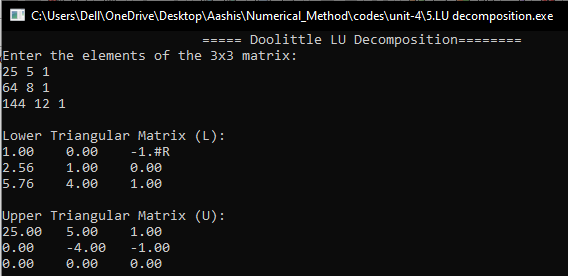 C:\Users\Dell\OneDrive\Desktop\Aashis\Numerical_Method\codes\unit-4\5.LU decomposition.exe
===== Doolittle LU Decomposition========
Enter the elements of the 3x3 matrix:
25 5 1
64 8 1
144 12 1
Lower Triangular Matrix (L):
1.00 0.00 -1.#R
2.56 1.00 0.00
5.76 4.00 1.00
Upper Triangular Matrix (U):
25.00 5.00 1.00
0.00 -4.00 -1.00
0.00 0.00 0.00